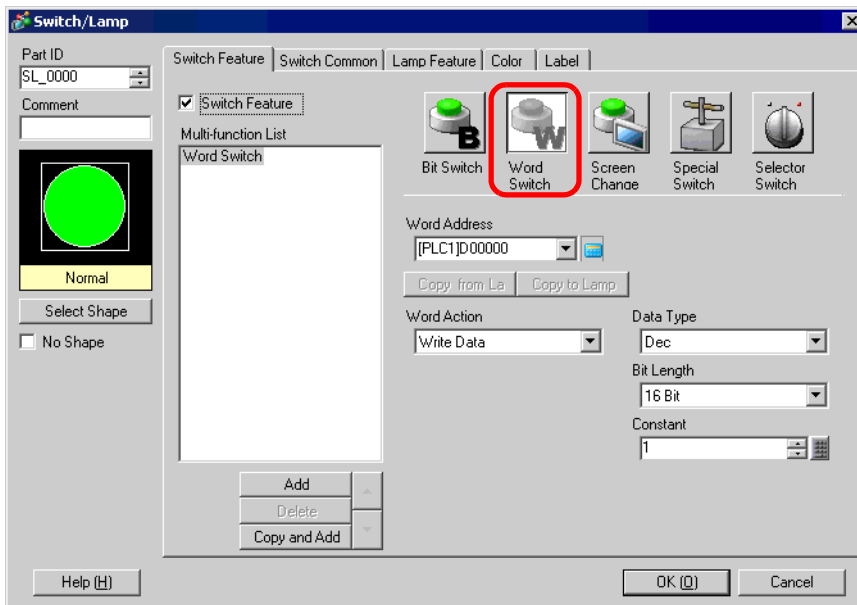 Switch/Lamp
Part ID
SL_0000
Comment
Normal
Select Shape
No Shape
Switch Feature
Switch Common
Lamp Feature
Color
Label
Switch Feature
Multi-function List
Word Switch
Add
Delete
Copy and Add
B
Bit Switch
W
Word
Switch
Screen
Change
Special
Switch
Selector
Switch
Word Address
[PLC1]D00000
Copy from La
Copy to Lamp
Word Action
Write Data
Data Type
Dec
Bit Length
16 Bit
Constant
1
Help (H)
OK (O)
Cancel